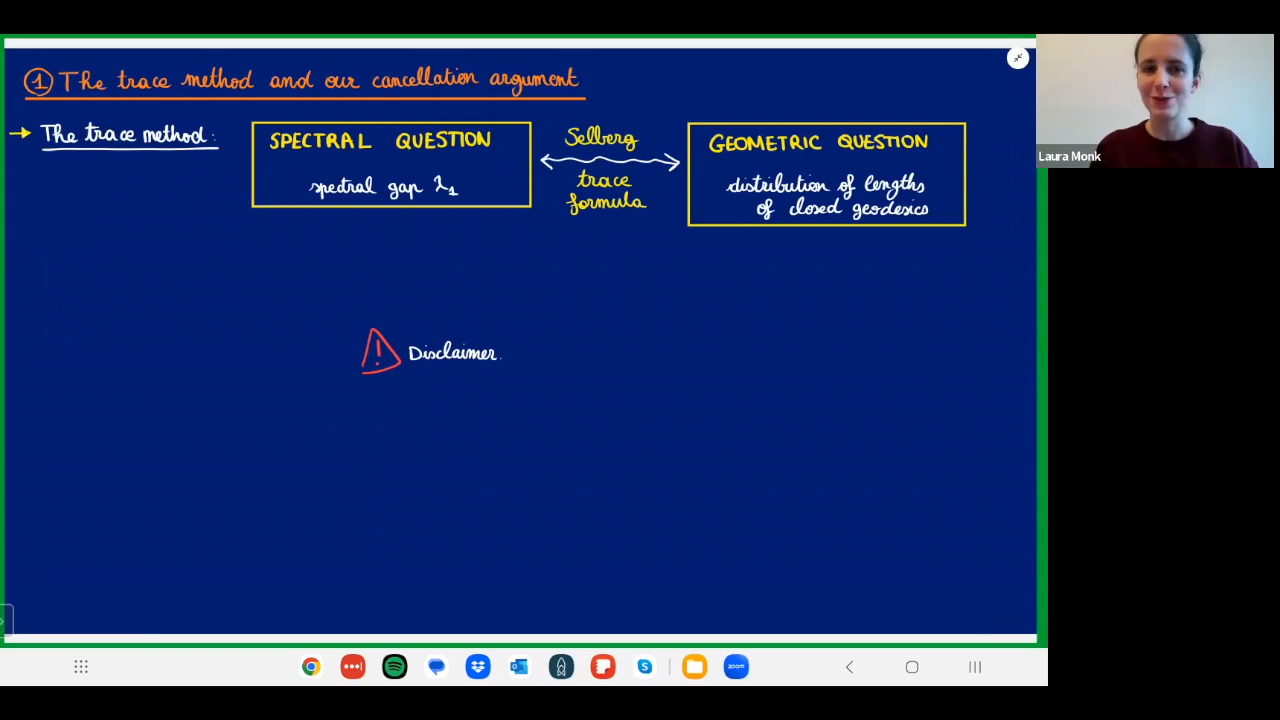 ① The trace method and our cancellation argument
→ The trace method:
SPECTRAL QUESTION
spectral gap λ₁
Selberg
trace
formula
GEOMETRIC QUESTION
distribution of lengths
of closed geodesics
! Disclaimer.
Laura Monk
zoom